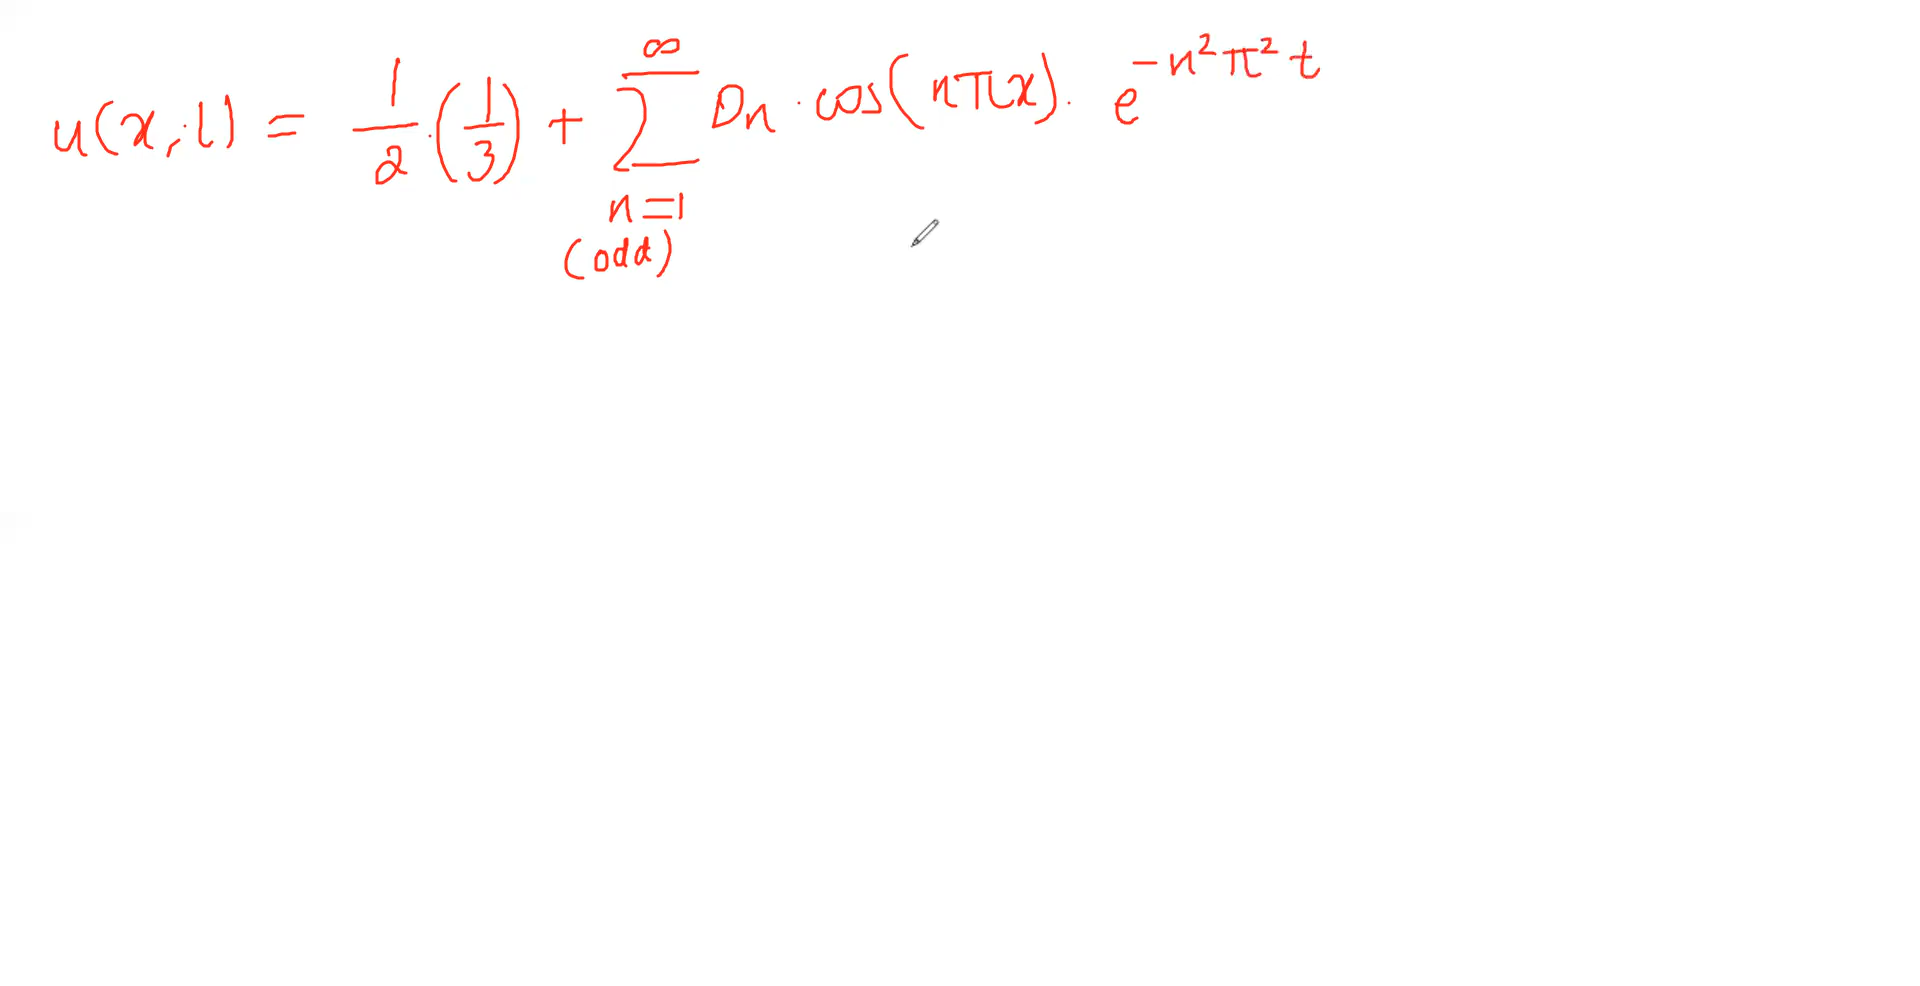 u(x,t) = 1/2 · (1/3) + ∑_{n=1 (odd)}^{∞} Dn · cos(nπx) · e^{-n²π²t}